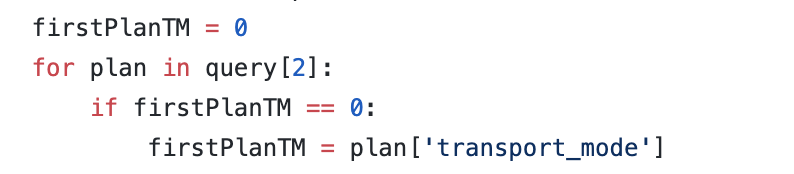 firstPlanTM = 0
for plan in query[2]:
    if firstPlanTM == 0:
        firstPlanTM = plan['transport_mode']